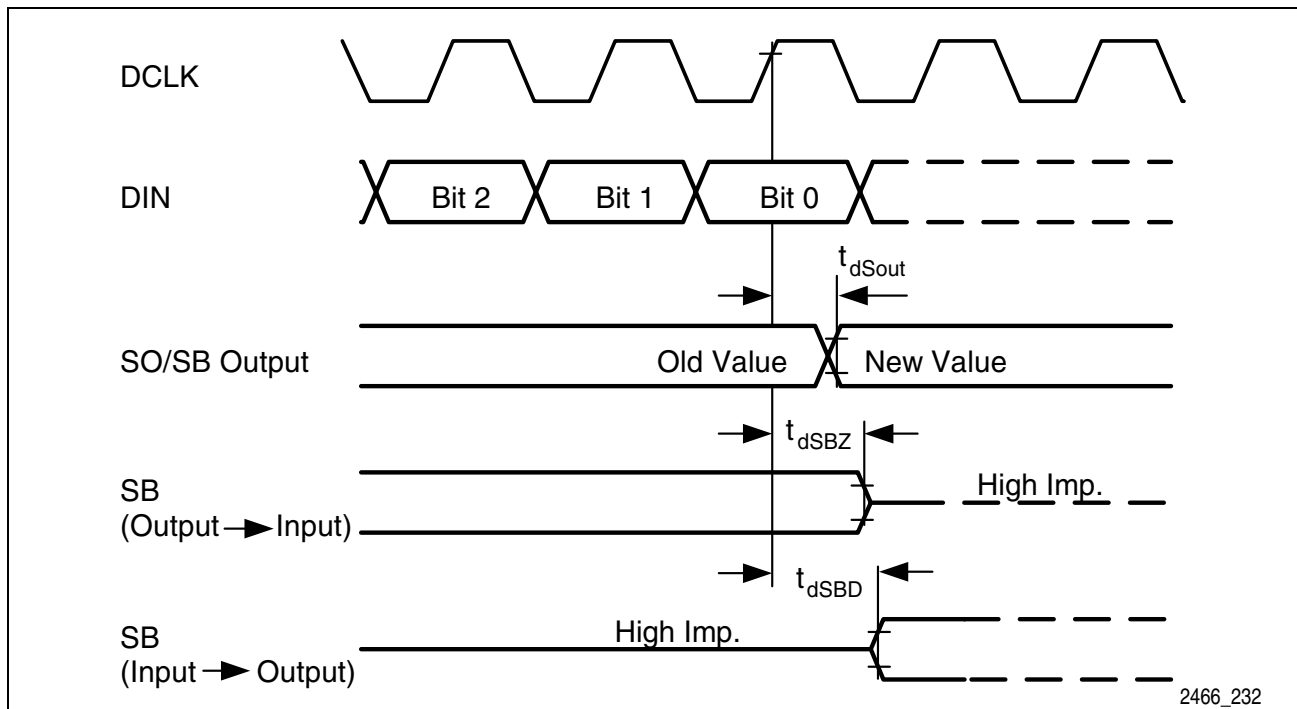 DCLK
DIN
Bit 2 Bit 1 Bit 0
tdSout
SO/SB Output
Old Value New Value
tdSBZ
SB
(Output → Input)
High Imp.
tdSBD
SB
(Input → Output)
High Imp.
2466_232